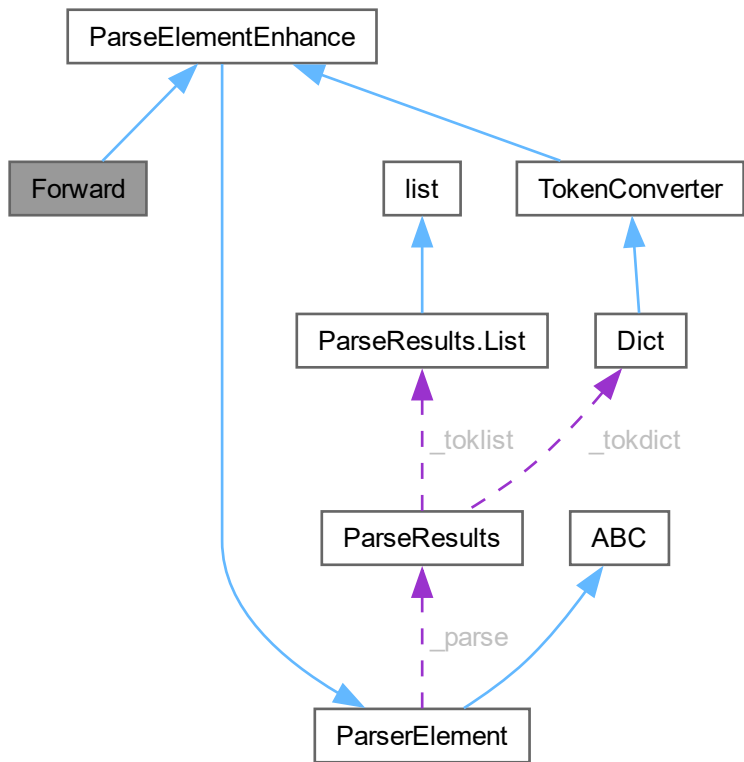 ParseElementEnhance
Forward
list
TokenConverter
ParseResults.List
Dict
_toklist
_tokdict
ParseResults
ABC
_parse
ParserElement